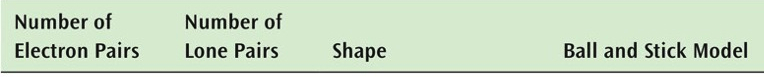 Number of Number of
Electron Pairs Lone Pairs Shape Ball and Stick Model